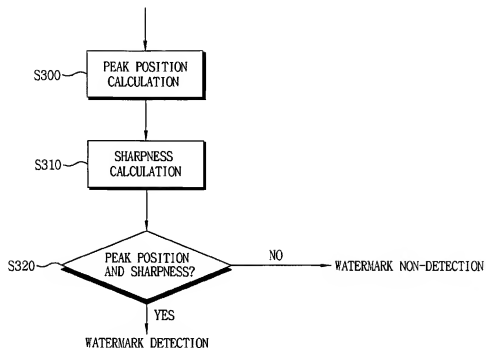 S300
PEAK POSITION
CALCULATION
S310
SHARPNESS
CALCULATION
S320
PEAK POSITION
AND SHARPNESS?
NO
WATERMARK NON-DETECTION
YES
WATERMARK DETECTION